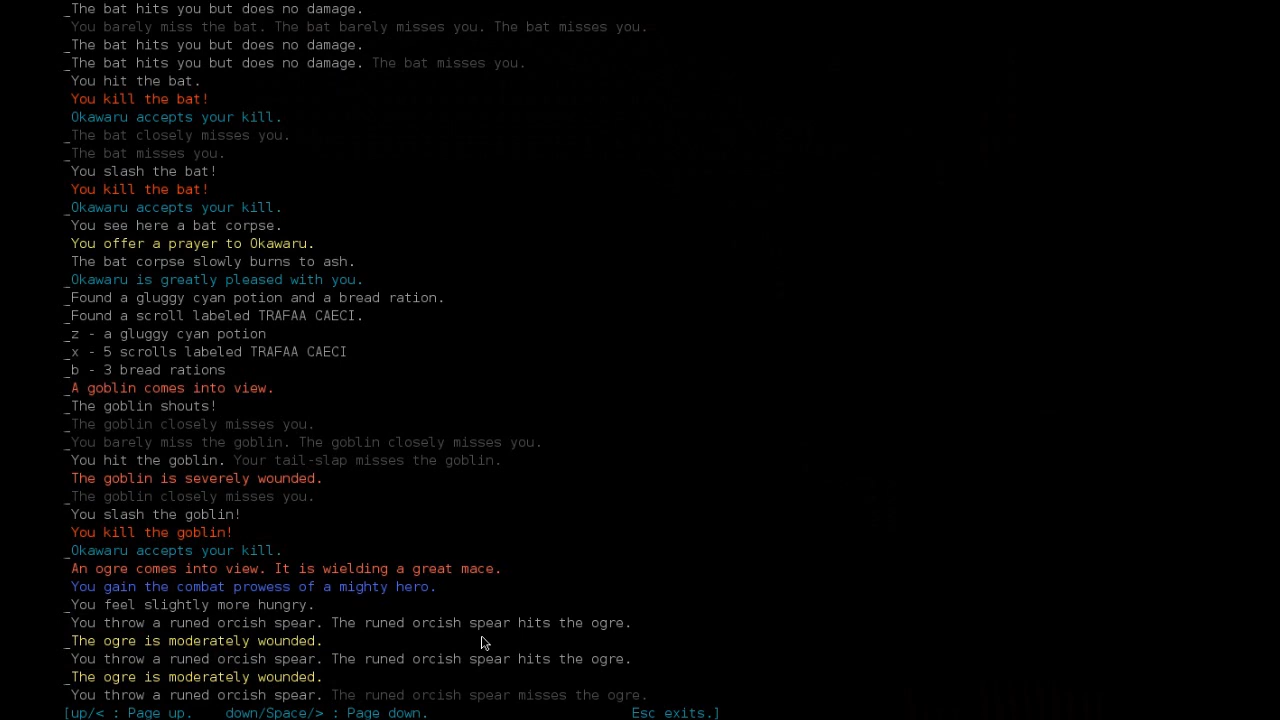 _The bat hits you but does no damage.
You barely miss the bat. The bat barely misses you. The bat misses you.
_The bat hits you but does no damage.
_The bat hits you but does no damage. The bat misses you.
You hit the bat.
You kill the bat!
Okawaru accepts your kill.
_The bat closely misses you.
_The bat misses you.
You slash the bat!
You kill the bat!
_Okawaru accepts your kill.
You see here a bat corpse.
You offer a prayer to Okawaru.
The bat corpse slowly burns to ash.
_Okawaru is greatly pleased with you.
_Found a gluggy cyan potion and a bread ration.
_Found a scroll labeled TRAFAA CAECI.
_z - a gluggy cyan potion
_x - 5 scrolls labeled TRAFAA CAECI
_b - 3 bread rations
_A goblin comes into view.
_The goblin shouts!
_The goblin closely misses you.
_You barely miss the goblin. The goblin closely misses you.
You hit the goblin. Your tail-slap misses the goblin.
The goblin is severely wounded.
_The goblin closely misses you.
You slash the goblin!
You kill the goblin!
_Okawaru accepts your kill.
An ogre comes into view. It is wielding a great mace.
You gain the combat prowess of a mighty hero.
_You feel slightly more hungry.
You throw a runed orcish spear. The runed orcish spear hits the ogre.
_The ogre is moderately wounded.
You throw a runed orcish spear. The runed orcish spear hits the ogre.
_The ogre is moderately wounded.
You throw a runed orcish spear. The runed orcish spear misses the ogre.
[up/< : Page up. down/Space/> : Page down. Esc exits.]